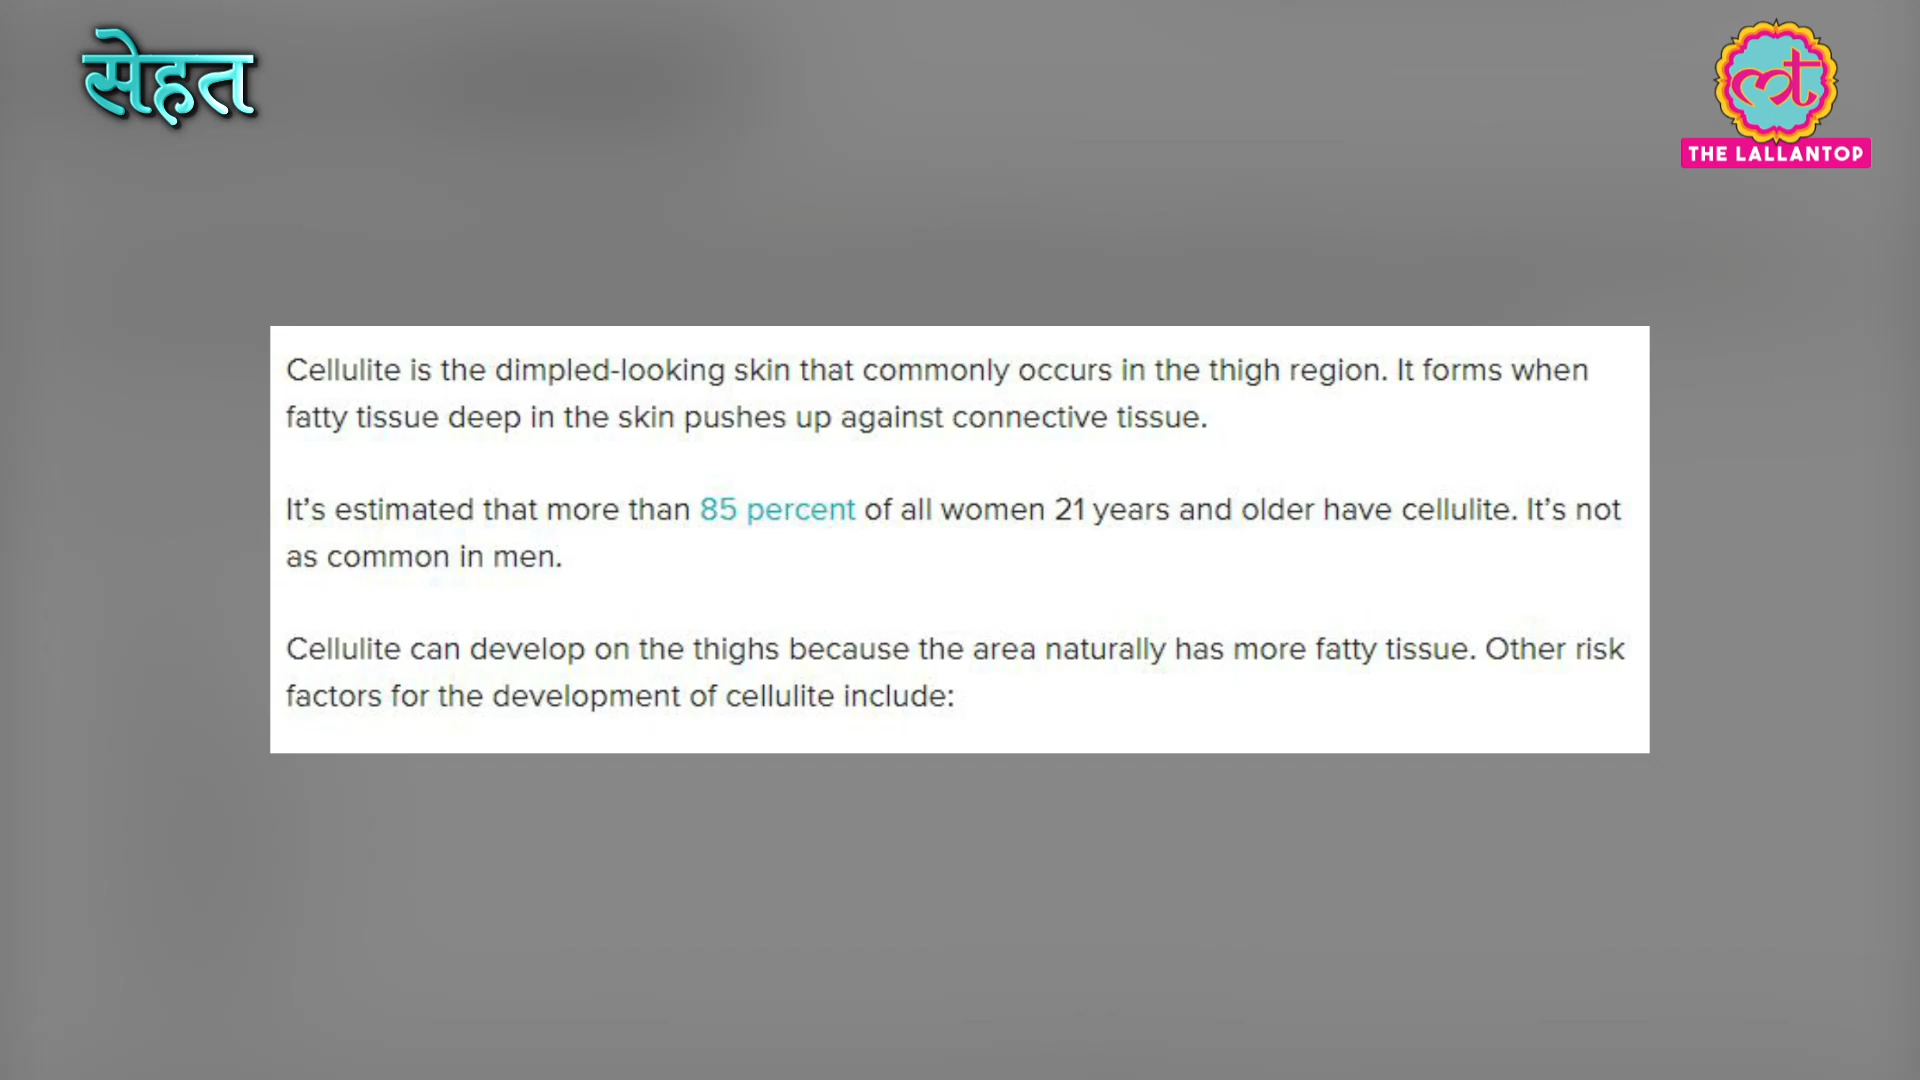 सेहत
mt
THE LALLANTOP
Cellulite is the dimpled-looking skin that commonly occurs in the thigh region. It forms when
fatty tissue deep in the skin pushes up against connective tissue.
It's estimated that more than 85 percent of all women 21 years and older have cellulite. It's not
as common in men.
Cellulite can develop on the thighs because the area naturally has more fatty tissue. Other risk
factors for the development of cellulite include: